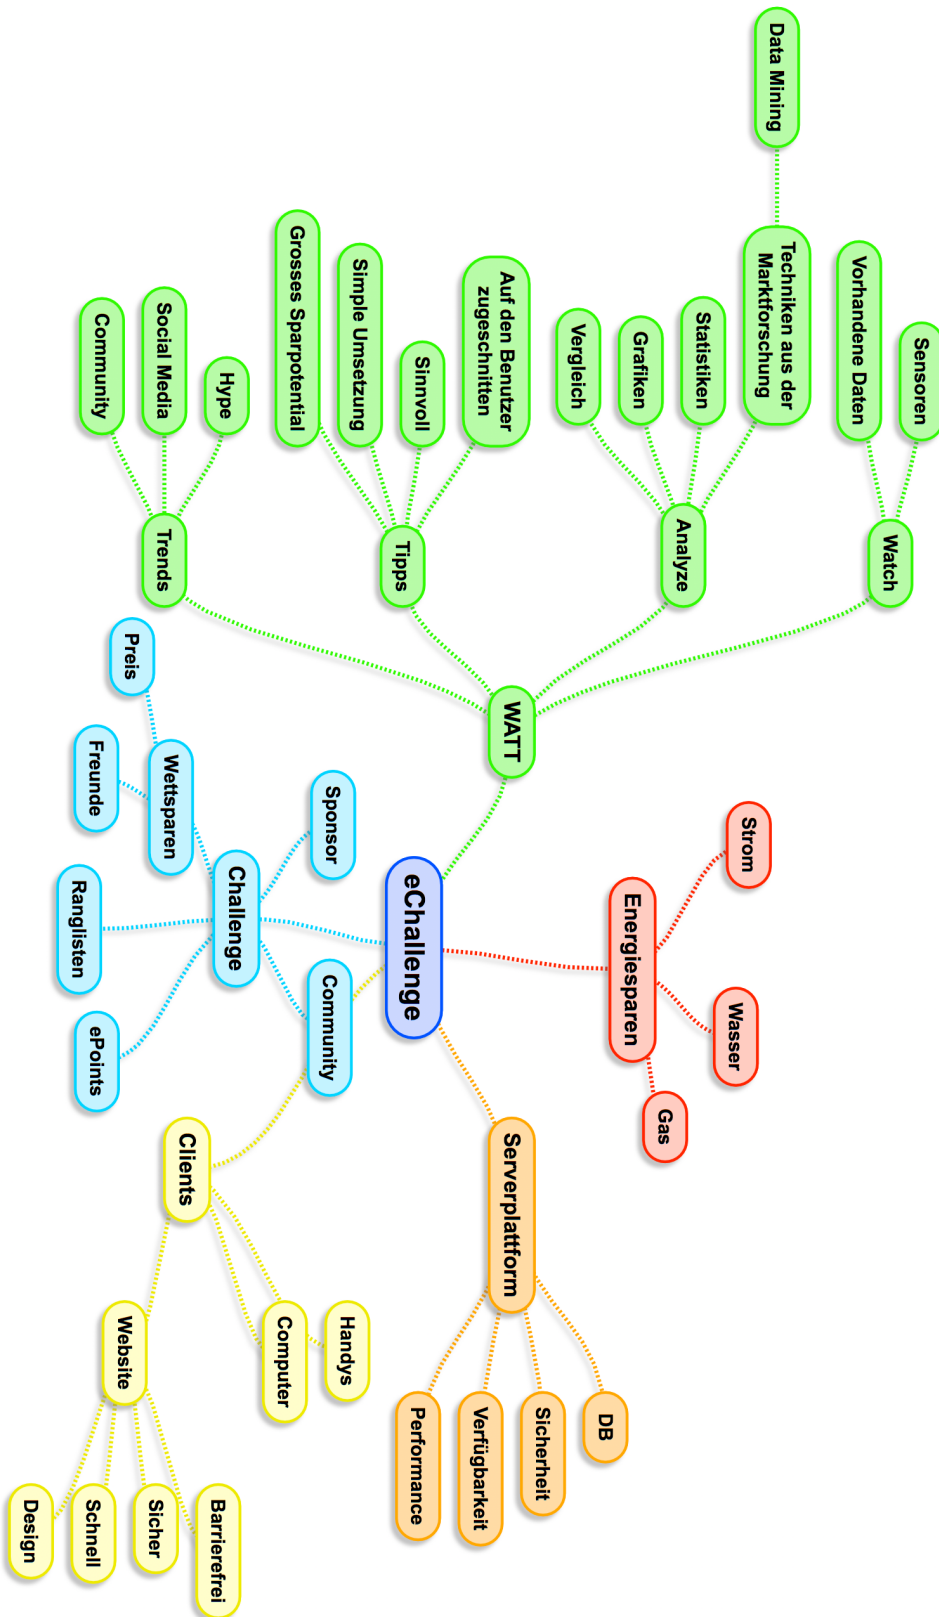 Sensoren
Vorhandene Daten
Watch
Data Mining
Techniken aus der
Marktforschung
Statistiken
Grafiken
Vergleich
Analyze
Auf den Benutzer
zugeschnitten
Sinnvoll
Simple Umsetzung
Grosses Sparpotential
Tipps
Hype
Social Media
Community
Trends
WATT
Strom
Wasser
Gas
Energiesparen
eChallenge
Sponsor
Preis
Wettsparen
Freunde
Challenge
Ranglisten
Community
ePoints
Serverplattform
DB
Sicherheit
Verfügbarkeit
Performance
Clients
Handys
Computer
Website
Barrierefrei
Sicher
Schnell
Design